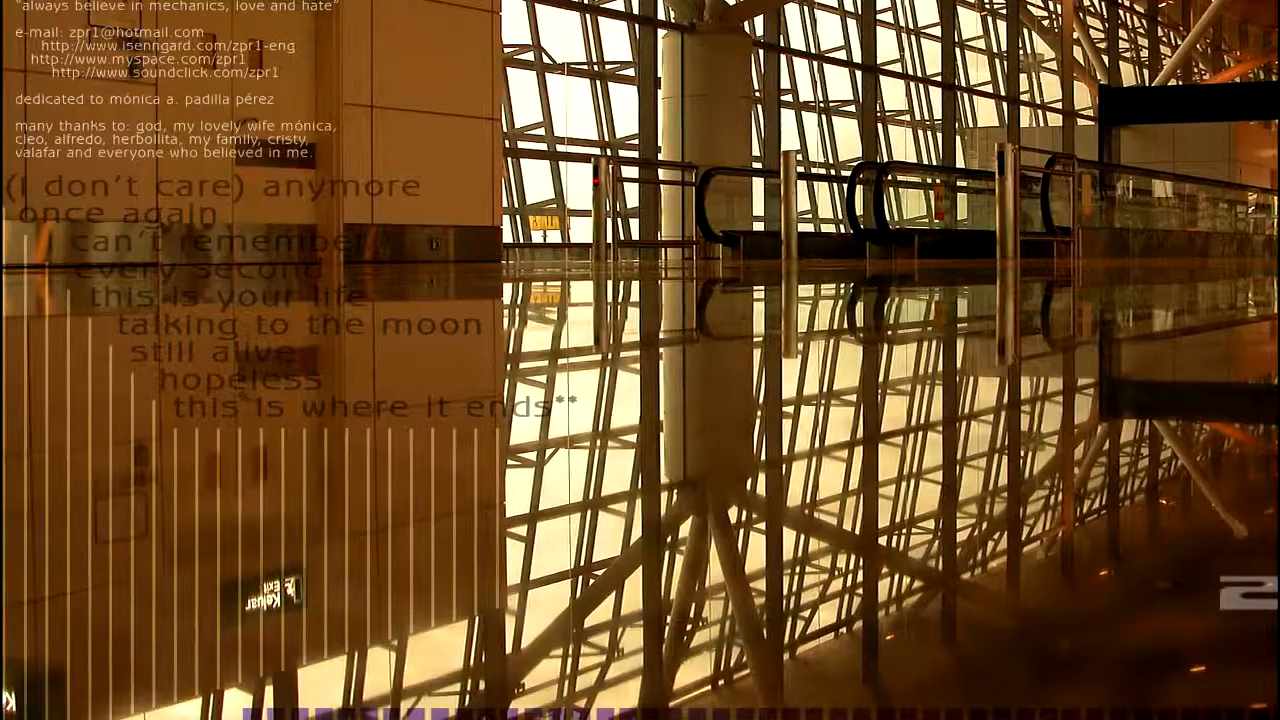 "always believe in mechanics, love and hate"
e-mail: zpr1@hotmail.com
http://www.isenngard.com/zpr1-eng
http://www.myspace.com/zpr1
http://www.soundclick.com/zpr1
dedicated to mónica a. padilla pérez
many thanks to: god, my lovely wife mónica,
cleo, alfredo, herbollita, my family, cristy,
valafar and everyone who believed in me.
(i don't care) anymore
once again
can't remember
every second
this is your life
talking to the moon
still alive
hopeless
this is where it ends**
Exit
Keluar